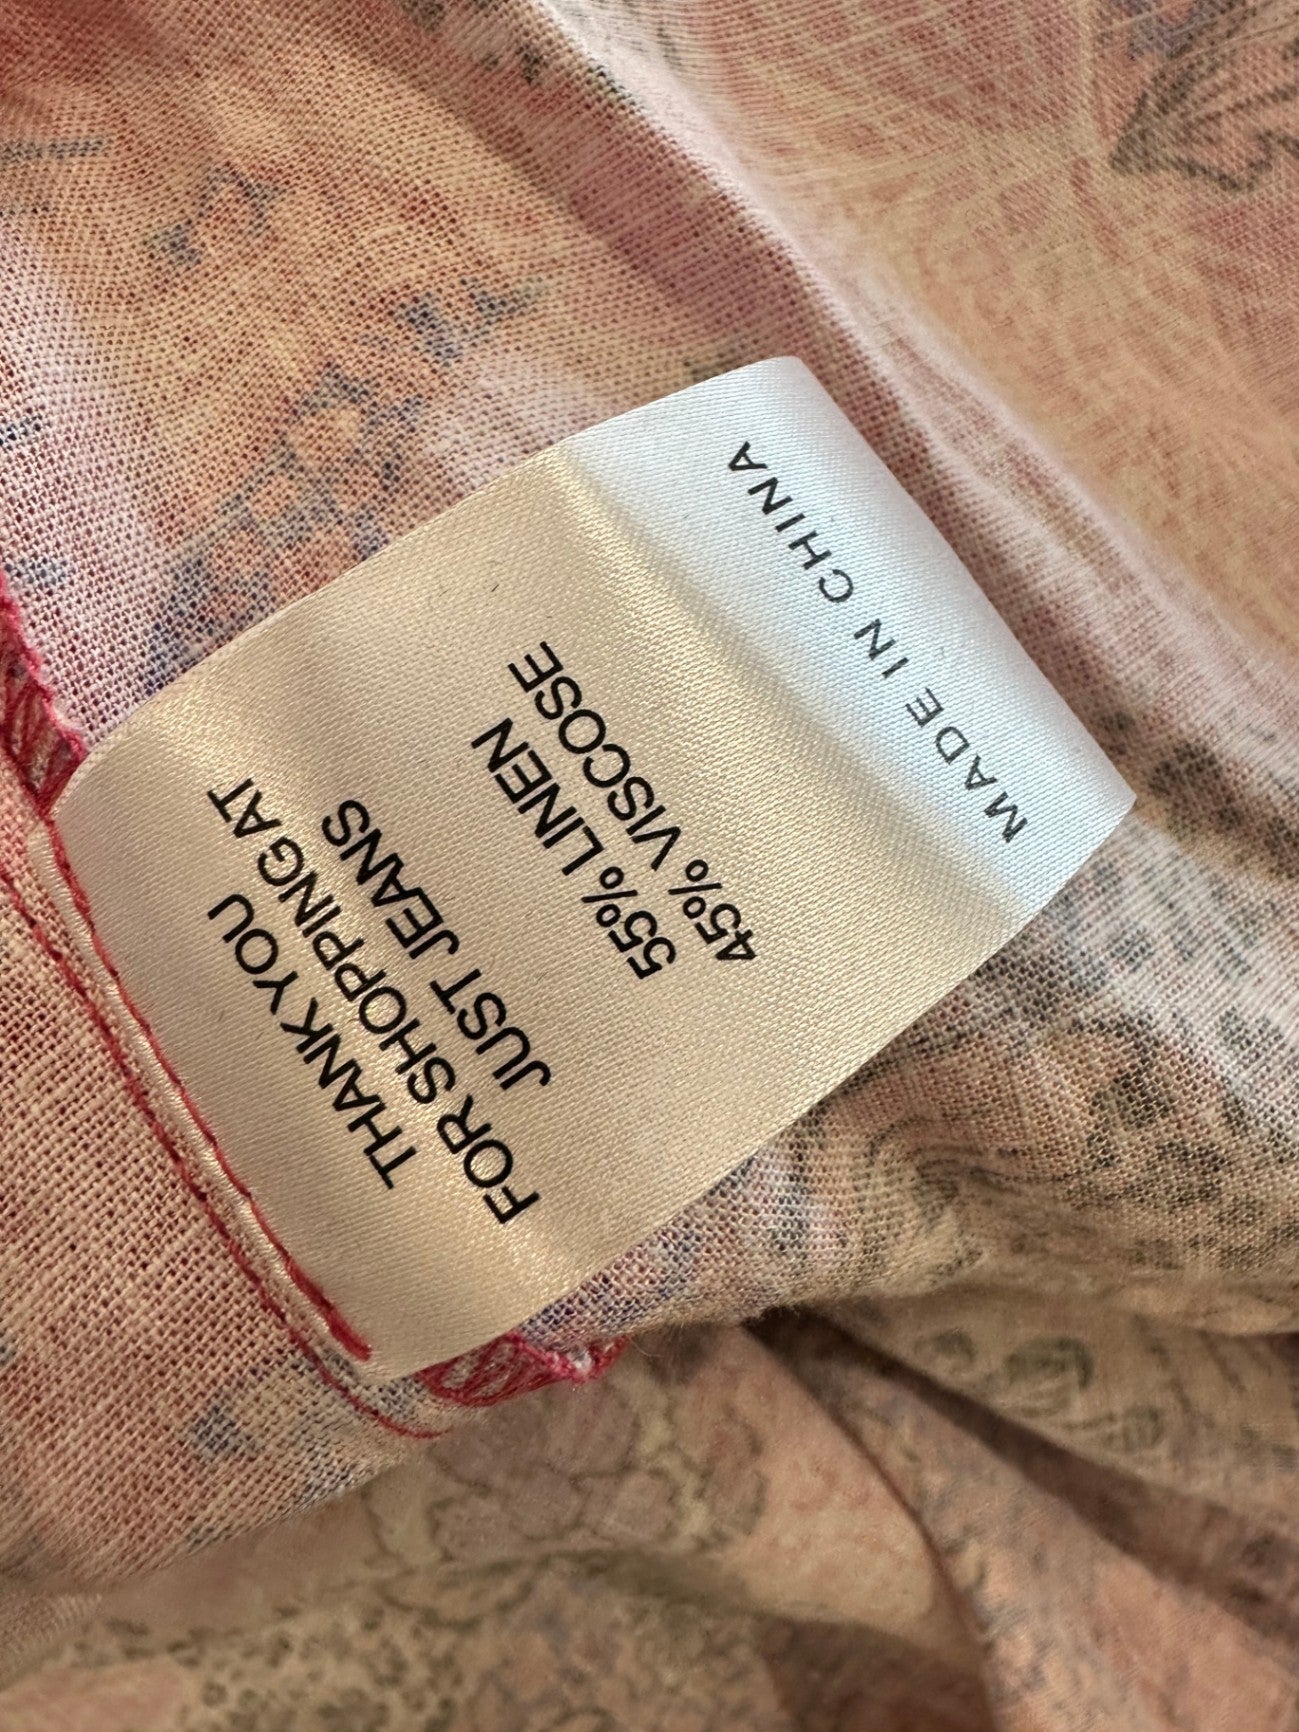 THANK YOU
FOR SHOPPING AT
JUST JEANS
55% LINEN
45% VISCOSE
MADE IN CHINA